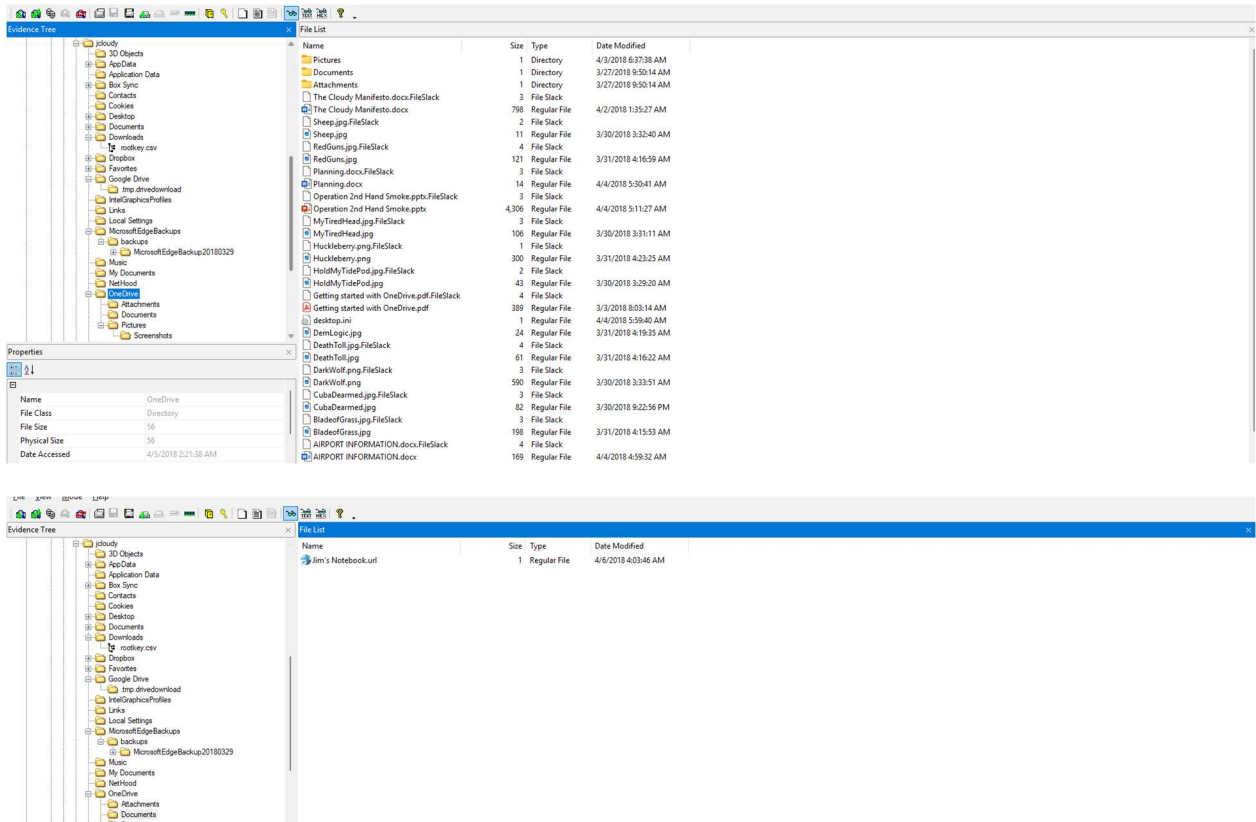 Evidence Tree
jcloudy
3D Objects
AppData
Application Data
Box Sync
Contacts
Cookies
Desktop
Documents
Downloads
rootkey.csv
Dropbox
Favorites
Google Drive
.tmp.drivedownload
IntelGraphicsProfiles
Links
Local Settings
MicrosoftEdgeBackups
backups
MicrosoftEdgeBackup20180329
Music
My Documents
NetHood
OneDrive
Attachments
Documents
Pictures
Screenshots
Properties
Name OneDrive
File Class Directory
File Size 56
Physical Size 56
Date Accessed 4/5/2018 2:21:38 AM
File List
Name Size Type Date Modified
Pictures 1 Directory 4/3/2018 6:37:38 AM
Documents 1 Directory 3/27/2018 9:50:14 AM
Attachments 1 Directory 3/27/2018 9:50:14 AM
The Cloudy Manifesto.docx.FileSlack 3 File Slack
The Cloudy Manifesto.docx 798 Regular File 4/2/2018 1:35:27 AM
Sheep.jpg.FileSlack 2 File Slack
Sheep.jpg 11 Regular File 3/30/2018 3:32:40 AM
RedGuns.jpg.FileSlack 4 File Slack
RedGuns.jpg 121 Regular File 3/31/2018 4:16:59 AM
Planning.docx.FileSlack 3 File Slack
Planning.docx 14 Regular File 4/4/2018 5:30:41 AM
Operation 2nd Hand Smoke.pptx.FileSlack 3 File Slack
Operation 2nd Hand Smoke.pptx 4,306 Regular File 4/4/2018 5:11:27 AM
MyTiredHead.jpg.FileSlack 3 File Slack
MyTiredHead.jpg 106 Regular File 3/30/2018 3:31:11 AM
Huckleberry.png.FileSlack 1 File Slack
Huckleberry.png 300 Regular File 3/31/2018 4:23:25 AM
HoldMyTidePod.jpg.FileSlack 2 File Slack
HoldMyTidePod.jpg 43 Regular File 3/30/2018 3:29:20 AM
Getting started with OneDrive.pdf.FileSlack 4 File Slack
Getting started with OneDrive.pdf 389 Regular File 3/3/2018 8:03:14 AM
desktop.ini 1 Regular File 4/4/2018 5:59:40 AM
DemLogic.jpg 24 Regular File 3/31/2018 4:19:35 AM
DeathToll.jpg.FileSlack 4 File Slack
DeathToll.jpg 61 Regular File 3/31/2018 4:16:22 AM
DarkWolf.png.FileSlack 3 File Slack
DarkWolf.png 590 Regular File 3/30/2018 3:33:51 AM
CubaDearmed.jpg.FileSlack 3 File Slack
CubaDearmed.jpg 82 Regular File 3/30/2018 9:22:56 PM
BladeofGrass.jpg.FileSlack 3 File Slack
BladeofGrass.jpg 198 Regular File 3/31/2018 4:15:53 AM
AIRPORT INFORMATION.docx.FileSlack 4 File Slack
AIRPORT INFORMATION.docx 169 Regular File 4/4/2018 4:59:32 AM
File View Mode Help
Evidence Tree
jcloudy
3D Objects
AppData
Application Data
Box Sync
Contacts
Cookies
Desktop
Documents
Downloads
rootkey.csv
Dropbox
Favorites
Google Drive
.tmp.drivedownload
IntelGraphicsProfiles
Links
Local Settings
MicrosoftEdgeBackups
backups
MicrosoftEdgeBackup20180329
Music
My Documents
NetHood
OneDrive
Attachments
Documents
File List
Name Size Type Date Modified
Jim's Notebook.url 1 Regular File 4/6/2018 4:03:46 AM